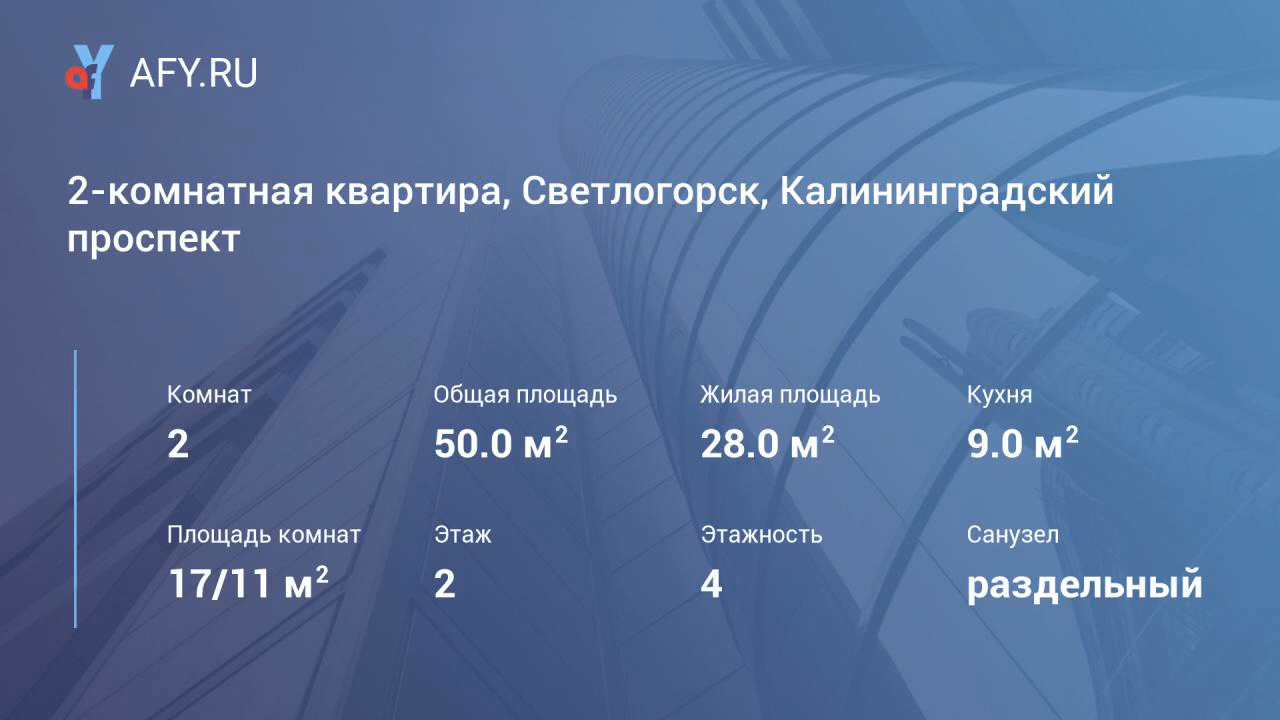 afy AFY.RU
2-комнатная квартира, Светлогорск, Калининградский
проспект
Комнат
2
Общая площадь
50.0 м²
Жилая площадь
28.0 м²
Кухня
9.0 м²
Площадь комнат
17/11 м²
Этаж
2
Этажность
4
Санузел
раздельный